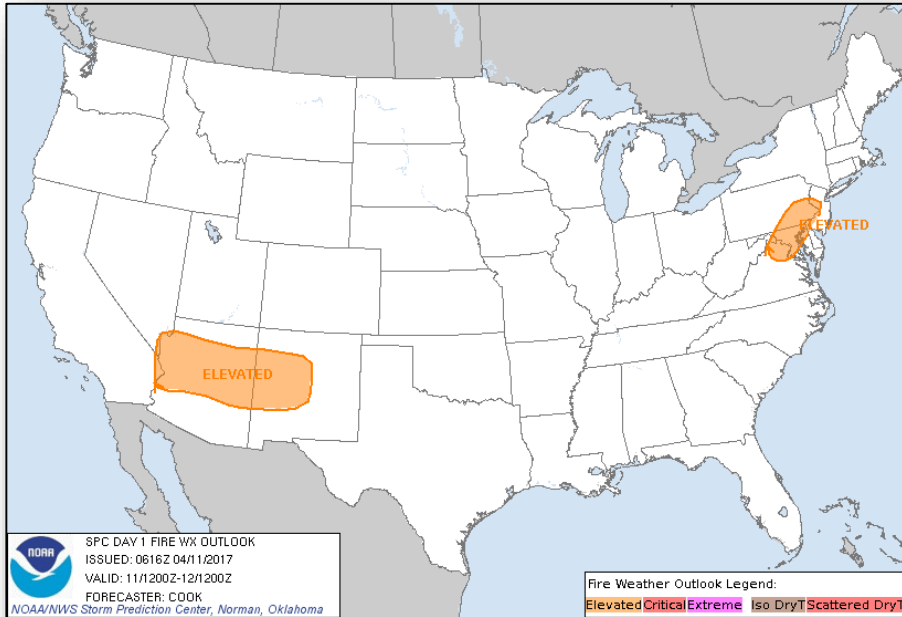 ELEVATED
ELEVATED
NOAA
SPC DAY 1 FIRE WX OUTLOOK
ISSUED: 0616Z 04/11/2017
VALID: 11/1200Z-12/1200Z
FORECASTER: COOK
NOAA/NWS Storm Prediction Center, Norman, Oklahoma
Fire Weather Outlook Legend:
Elevated Critical Extreme Iso DryT Scattered DryT